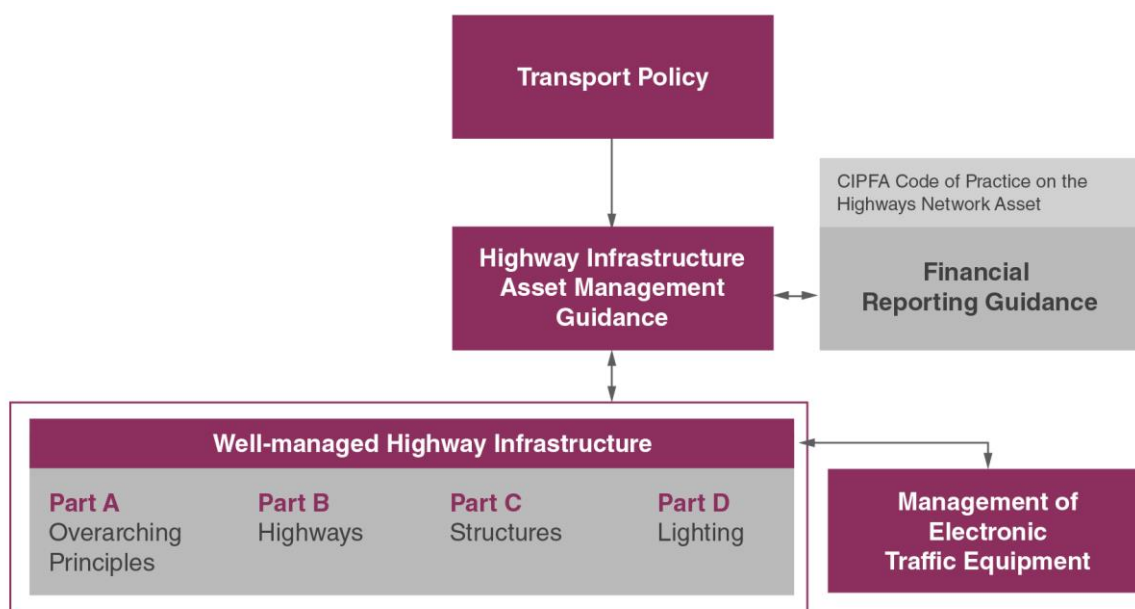 Transport Policy
CIPFA Code of Practice on the
Highways Network Asset
Highway Infrastructure
Asset Management
Guidance
Financial
Reporting Guidance
Well-managed Highway Infrastructure
Part A
Overarching
Principles
Part B
Highways
Part C
Structures
Part D
Lighting
Management of
Electronic
Traffic Equipment